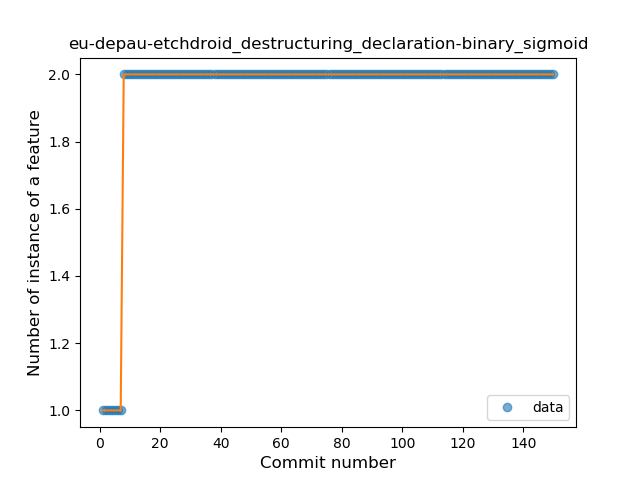 eu-depau-etchdroid_destructuring_declaration-binary_sigmoid
Number of instance of a feature
2.0
1.8
1.6
1.4
1.2
1.0
data
0 20 40 60 80 100 120 140
Commit number